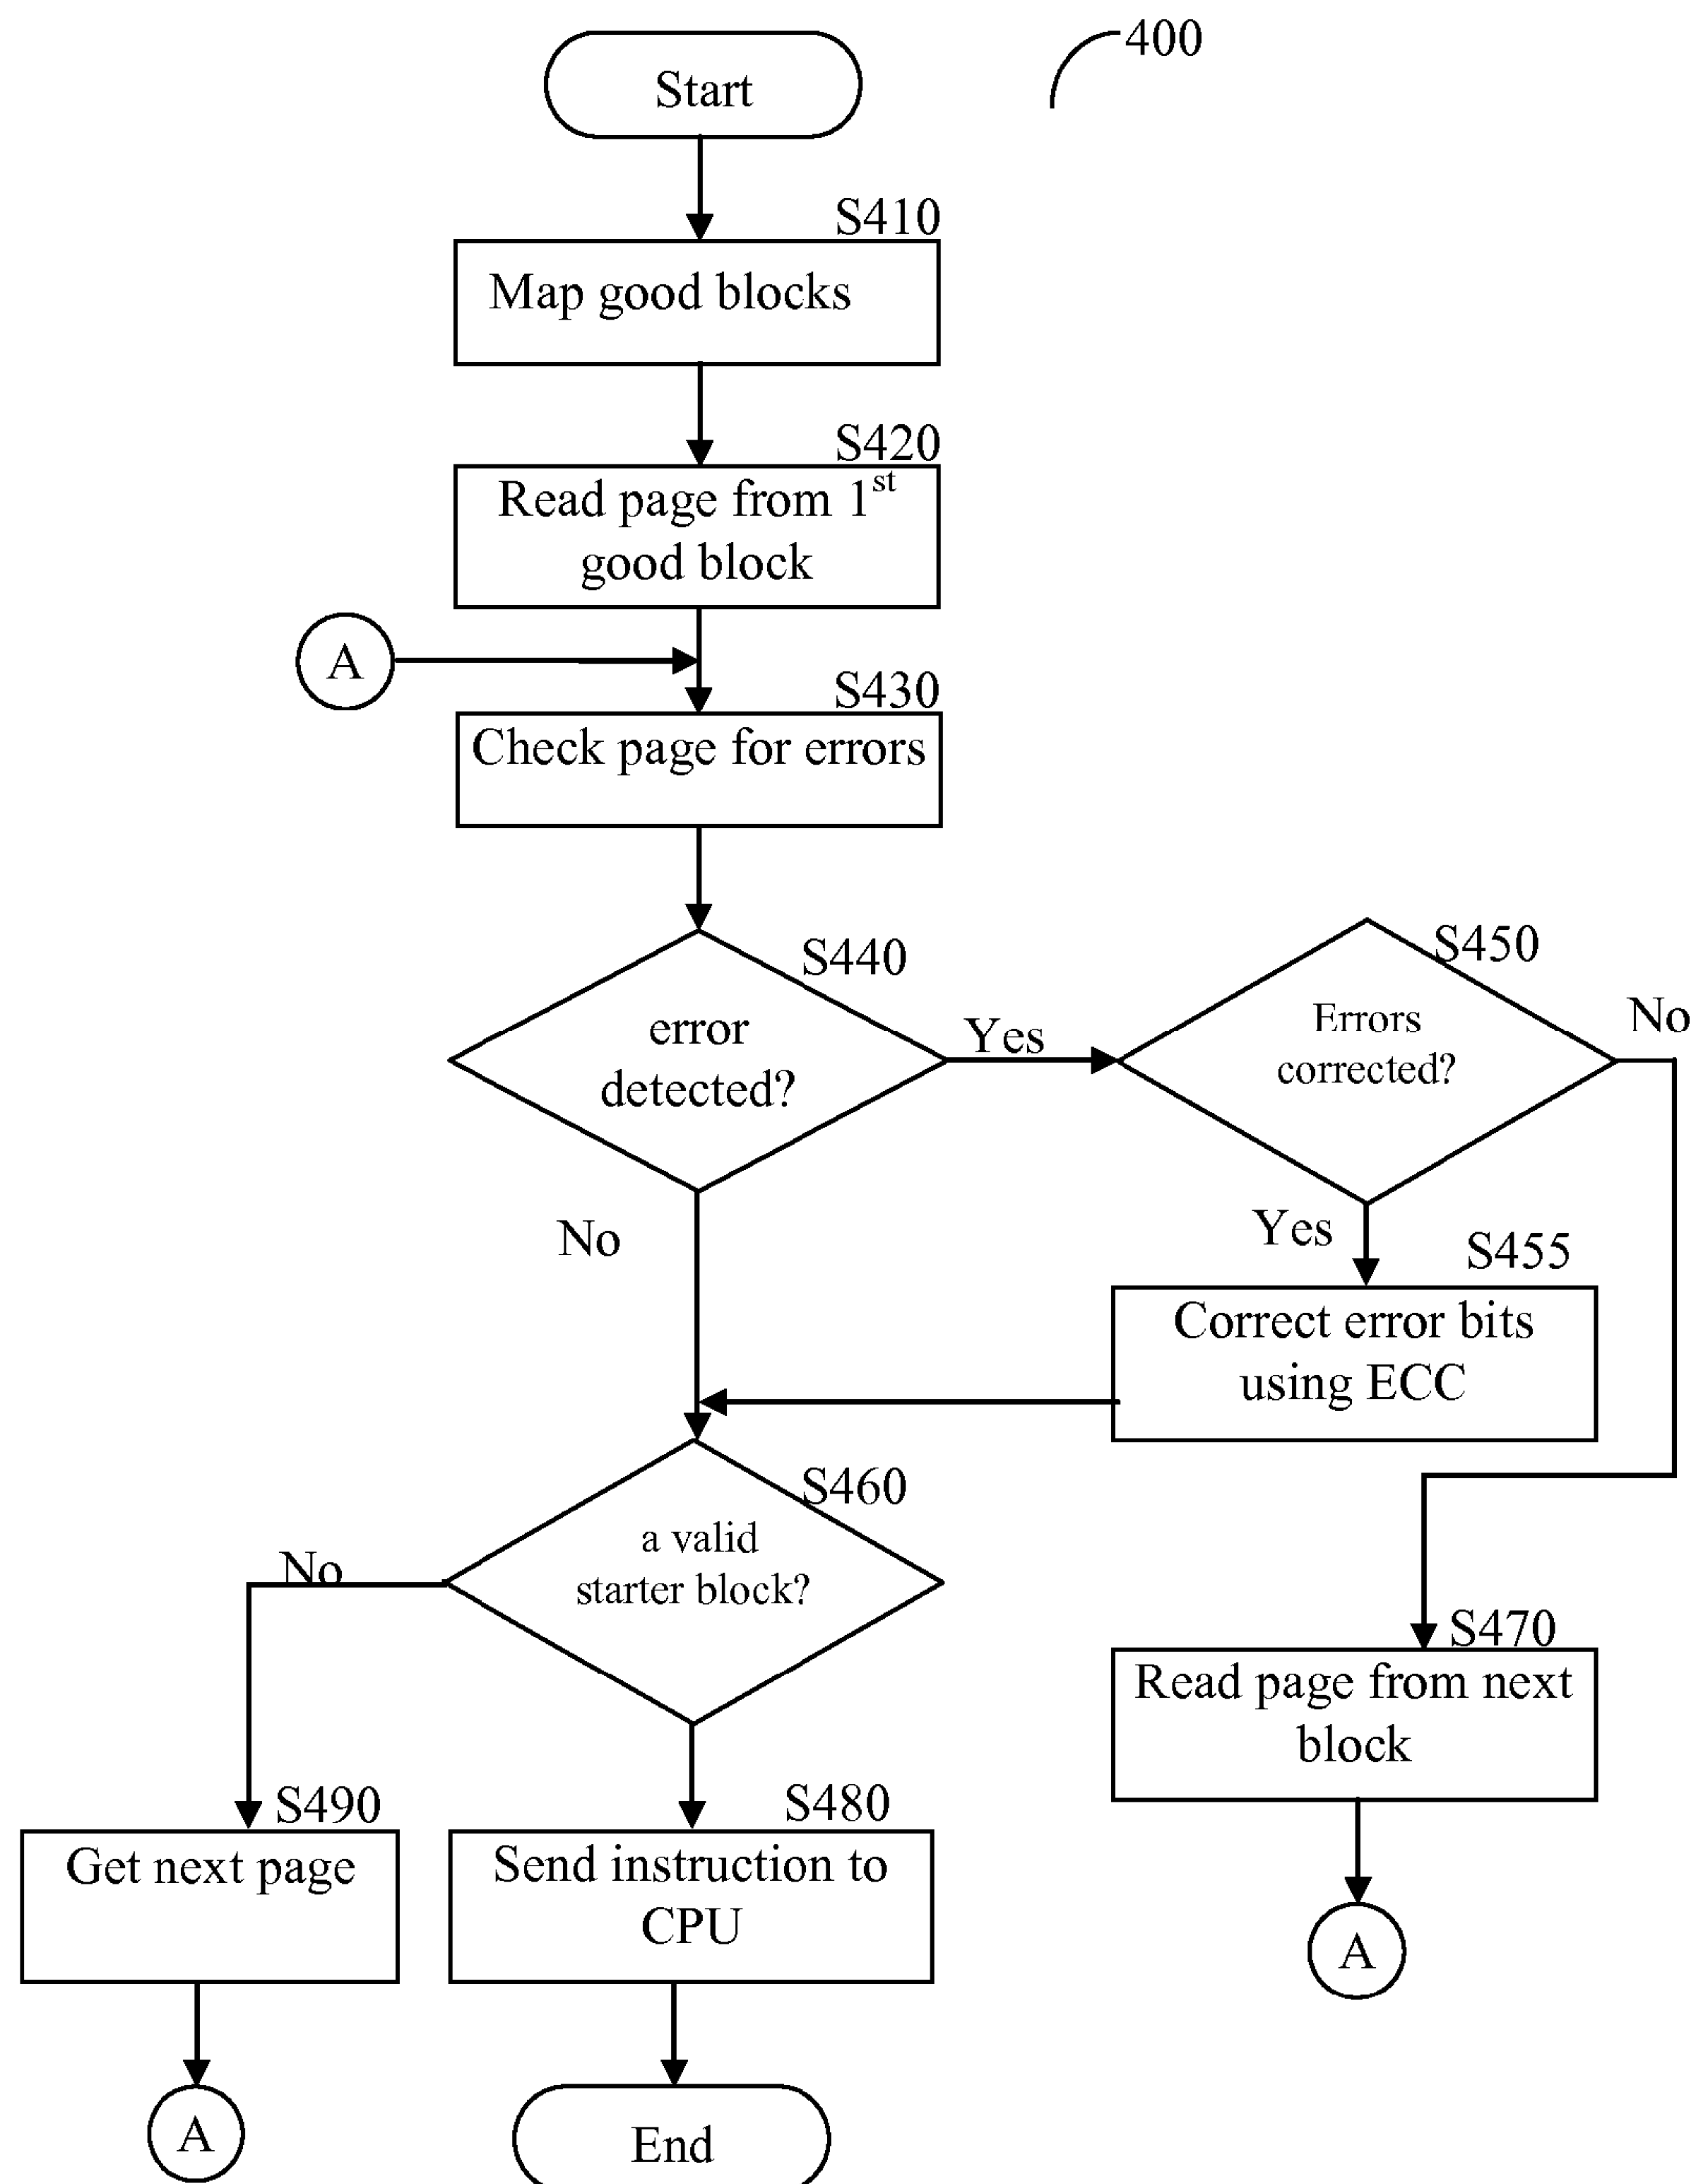 400
Start
S410
Map good blocks
S420
Read page from 1st
good block
A
S430
Check page for errors
S440
error
detected?
Yes
No
S450
Errors
corrected?
No
Yes
S455
Correct error bits
using ECC
S460
a valid
starter block?
No
S470
Read page from next
block
A
S490
Get next page
A
S480
Send instruction to
CPU
End